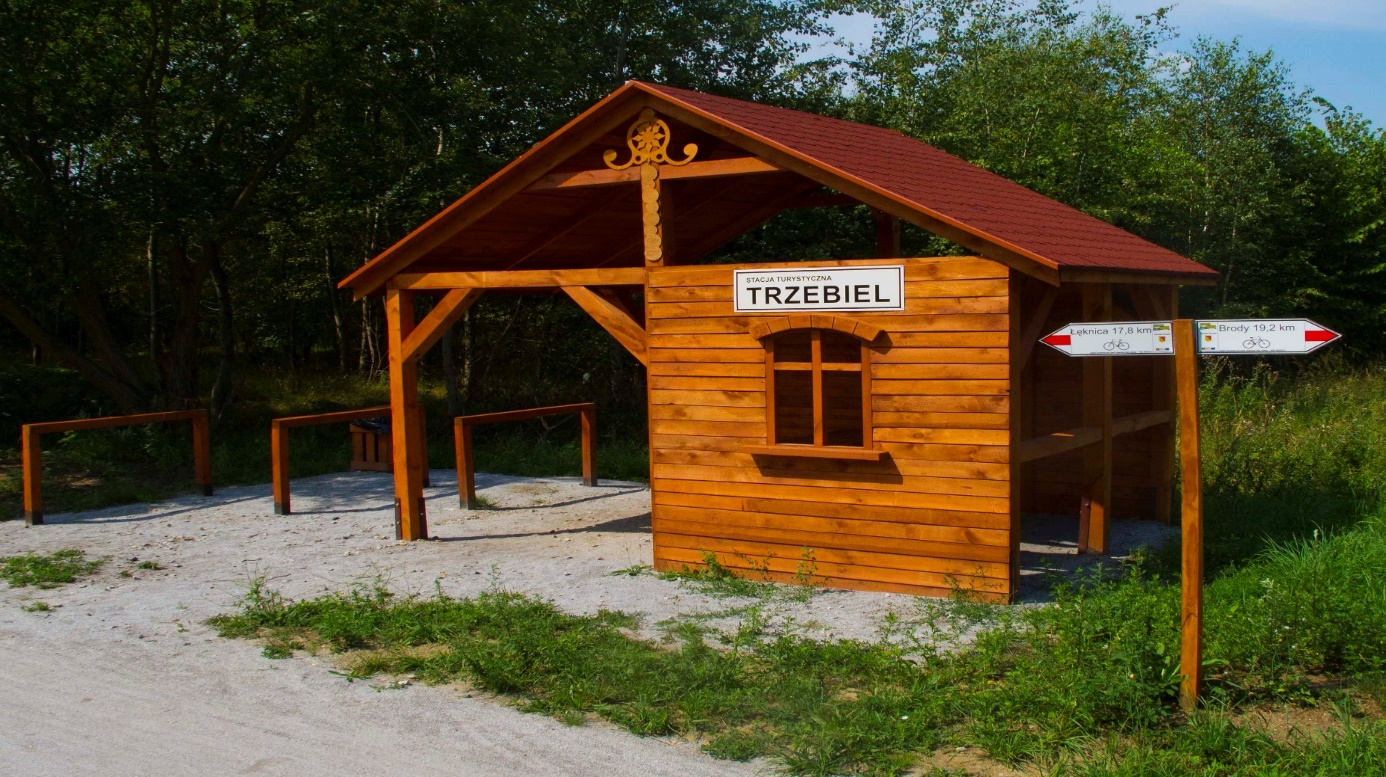 STACJA TURYSTYCZNA
TRZEBIEL
Łęknica 17,8 km
Brody 19,2 km